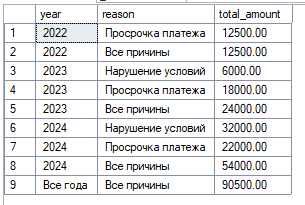 year reason total_amount
1 2022 Просрочка платежа 12500.00
2 2022 Все причины 12500.00
3 2023 Нарушение условий 6000.00
4 2023 Просрочка платежа 18000.00
5 2023 Все причины 24000.00
6 2024 Нарушение условий 32000.00
7 2024 Просрочка платежа 22000.00
8 2024 Все причины 54000.00
9 Все года Все причины 90500.00